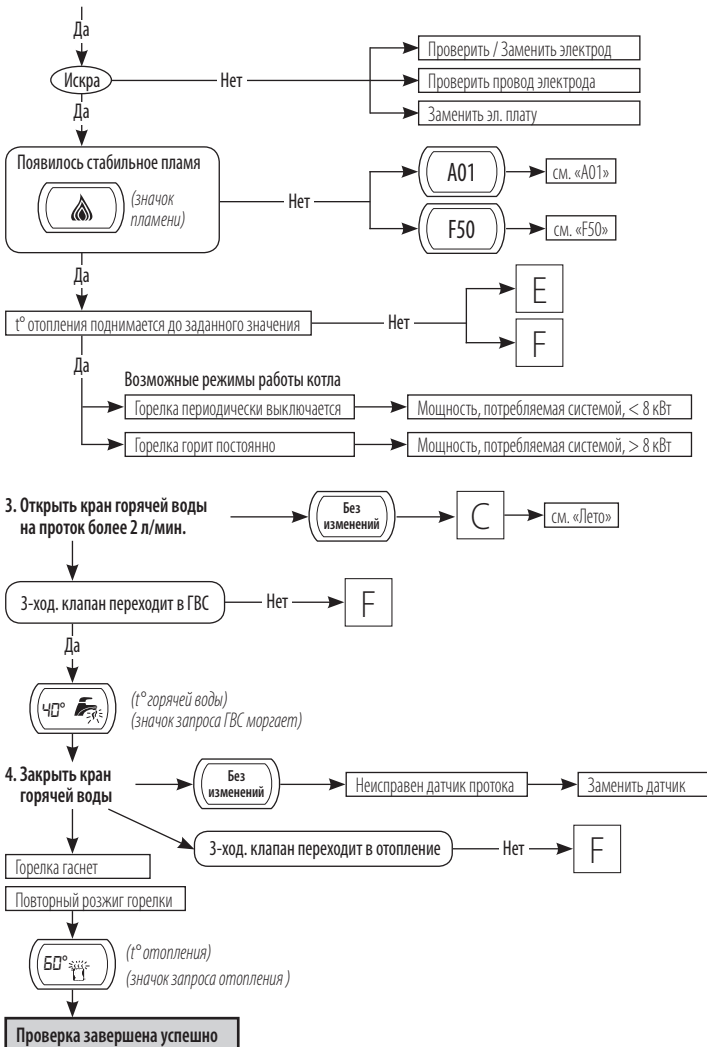 Да
Искра
Нет
Проверить / Заменить электрод
Проверить провод электрода
Заменить эл. плату
Да
Появилось стабильное пламя
(значок
пламени)
Нет
A01
см. «A01»
F50
см. «F50»
Да
t° отопления поднимается до заданного значения
Нет
E
F
Да
Возможные режимы работы котла
Горелка периодически выключается
Мощность, потребляемая системой, < 8 кВт
Горелка горит постоянно
Мощность, потребляемая системой, > 8 кВт
3. Открыть кран горячей воды
на проток более 2 л/мин.
Без
изменений
C
см. «Лето»
3-ход. клапан переходит в ГВС
Нет
F
Да
40°
(t° горячей воды)
(значок запроса ГВС моргает)
4. Закрыть кран
горячей воды
Без
изменений
Неисправен датчик протока
Заменить датчик
3-ход. клапан переходит в отопление
Нет
F
Горелка гаснет
Повторный розжиг горелки
60°
(t° отопления)
(значок запроса отопления )
Проверка завершена успешно